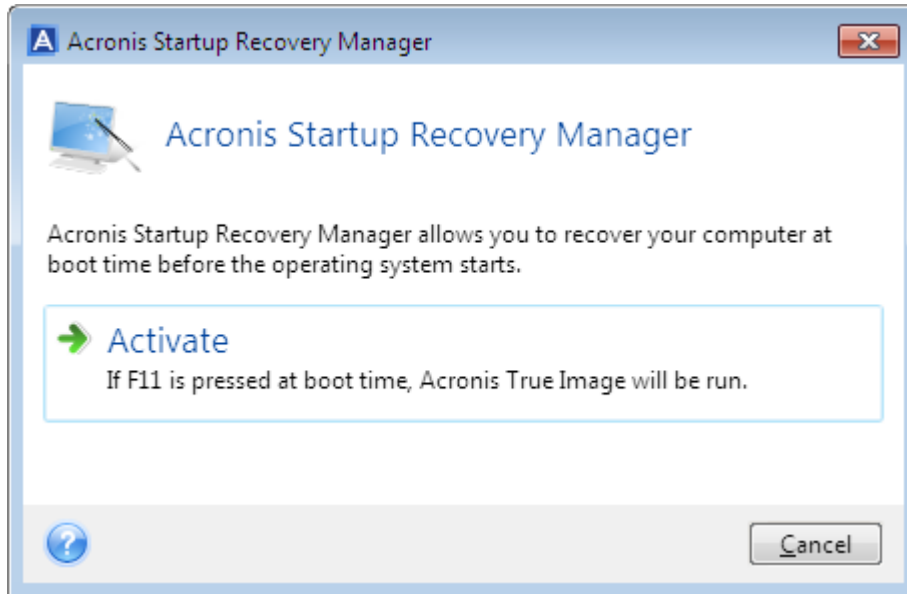 Acronis Startup Recovery Manager
Acronis Startup Recovery Manager
Acronis Startup Recovery Manager allows you to recover your computer at
boot time before the operating system starts.
Activate
If F11 is pressed at boot time, Acronis True Image will be run.
Cancel